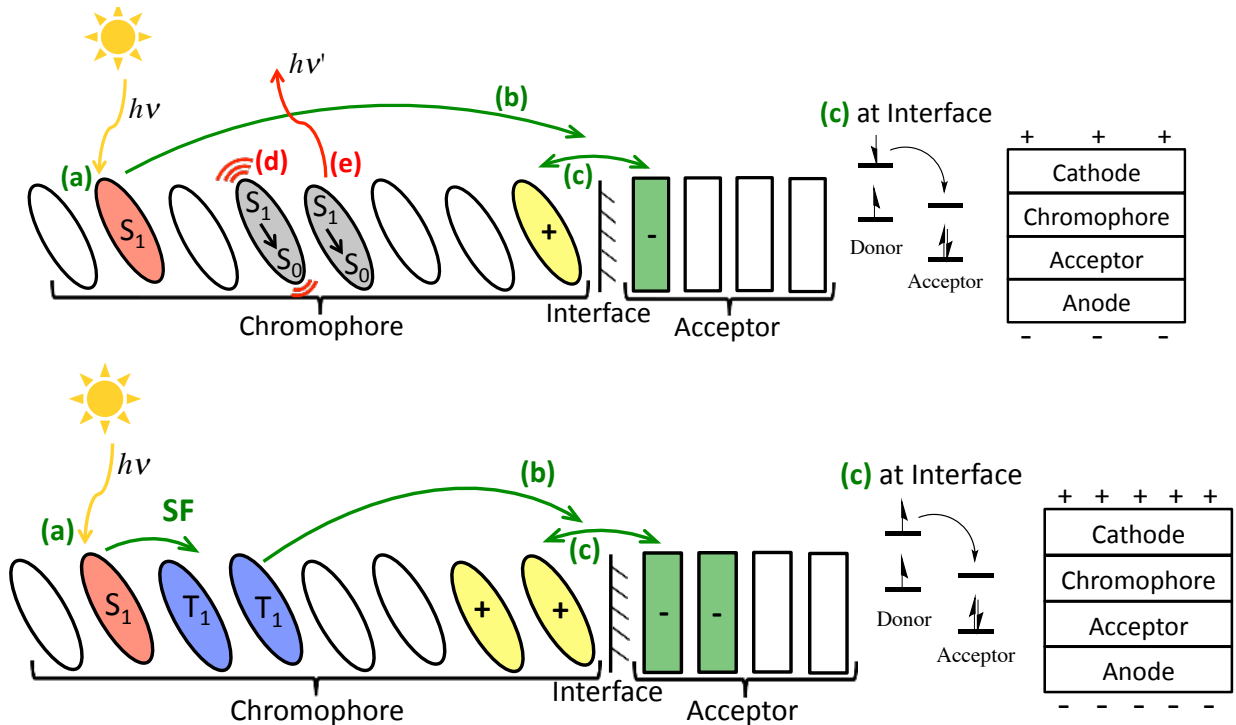 hν
hν'
(b)
(c) at Interface
+ + +
(a)
(d)
(e)
(c)
S1
S1
S0
S1
S0
+
-
Donor
Acceptor
Cathode
Chromophore
Acceptor
Anode
- - -
Chromophore
Interface
Acceptor
hν
(b)
(c) at Interface
+ + + + +
(a)
SF
(c)
S1
T1
T1
+
+
-
-
Donor
Acceptor
Cathode
Chromophore
Acceptor
Anode
- - - - -
Chromophore
Interface
Acceptor